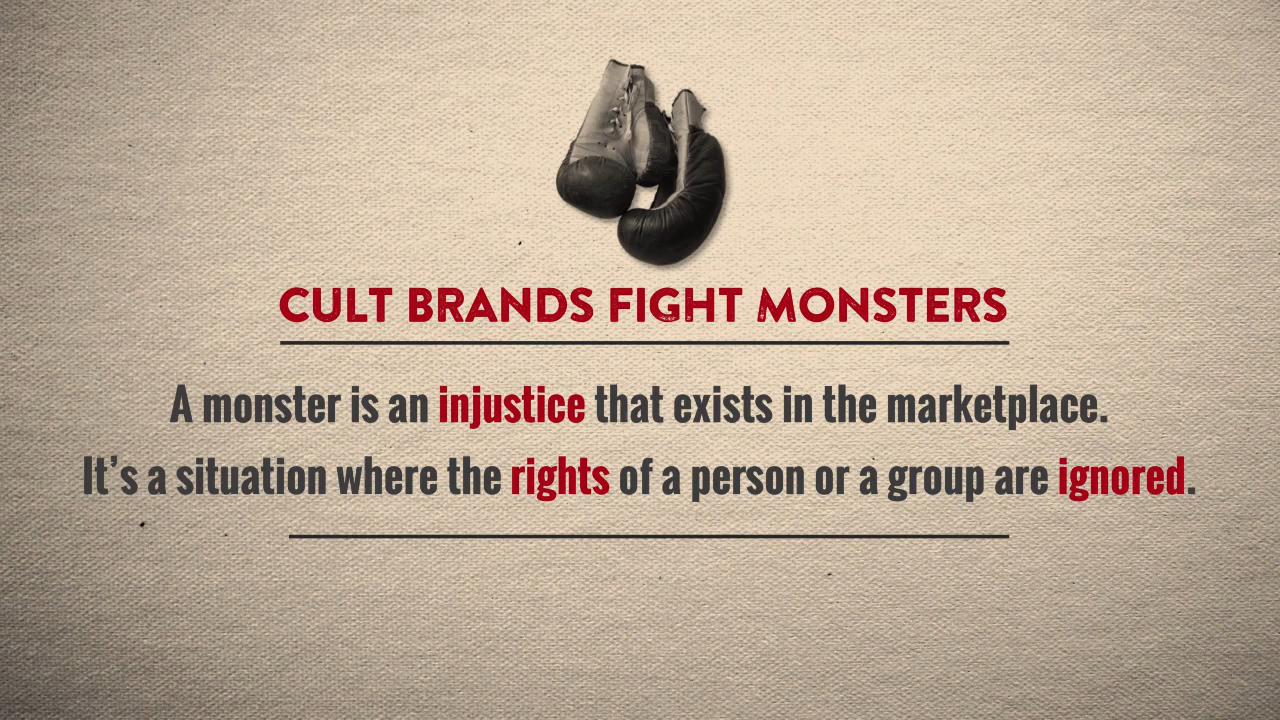 CULT BRANDS FIGHT MONSTERS
A monster is an injustice that exists in the marketplace.
It’s a situation where the rights of a person or a group are ignored.